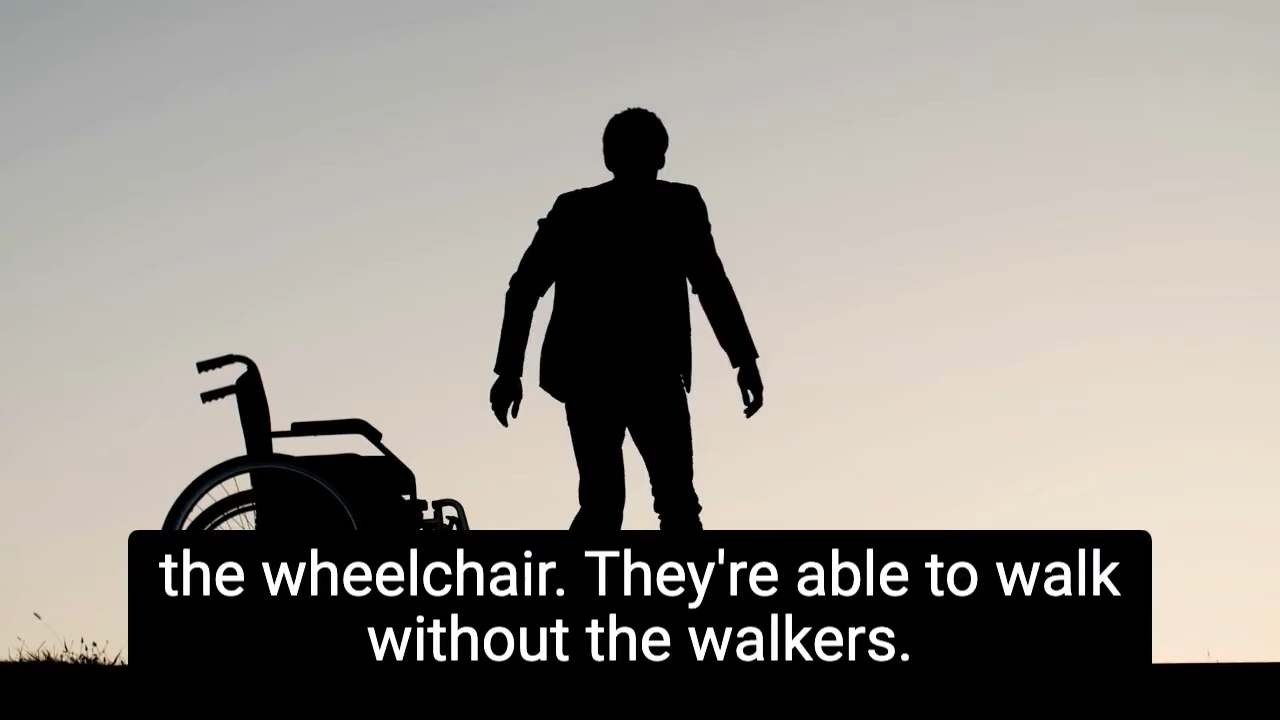 the wheelchair. They're able to walk
without the walkers.